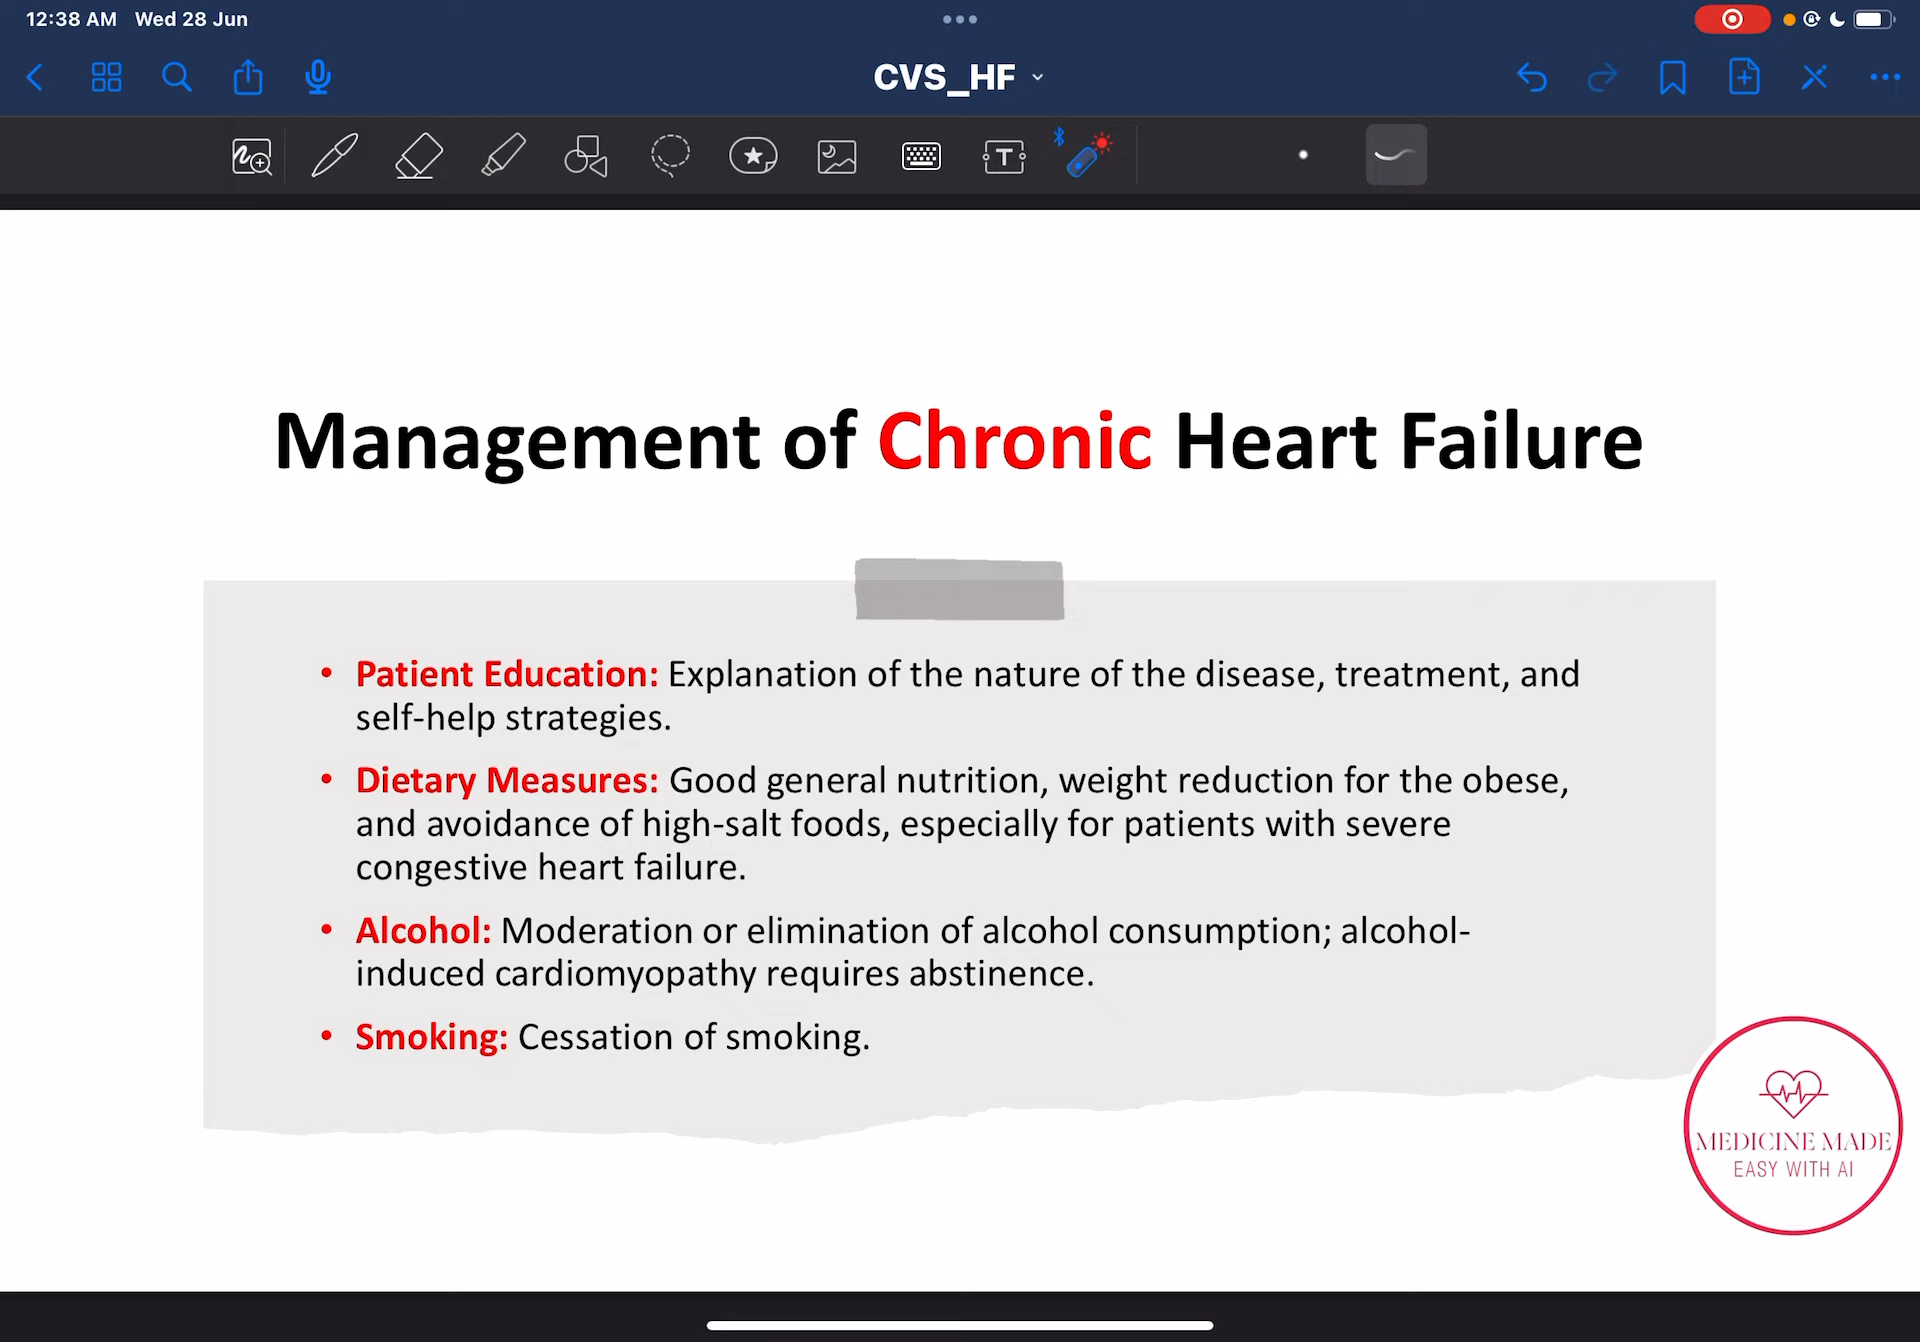 12:38 AM Wed 28 Jun
CVS_HF
T
Management of Chronic Heart Failure
• Patient Education: Explanation of the nature of the disease, treatment, and
self-help strategies.
• Dietary Measures: Good general nutrition, weight reduction for the obese,
and avoidance of high-salt foods, especially for patients with severe
congestive heart failure.
• Alcohol: Moderation or elimination of alcohol consumption; alcohol-
induced cardiomyopathy requires abstinence.
• Smoking: Cessation of smoking.
MEDICINE MADE
EASY WITH AI